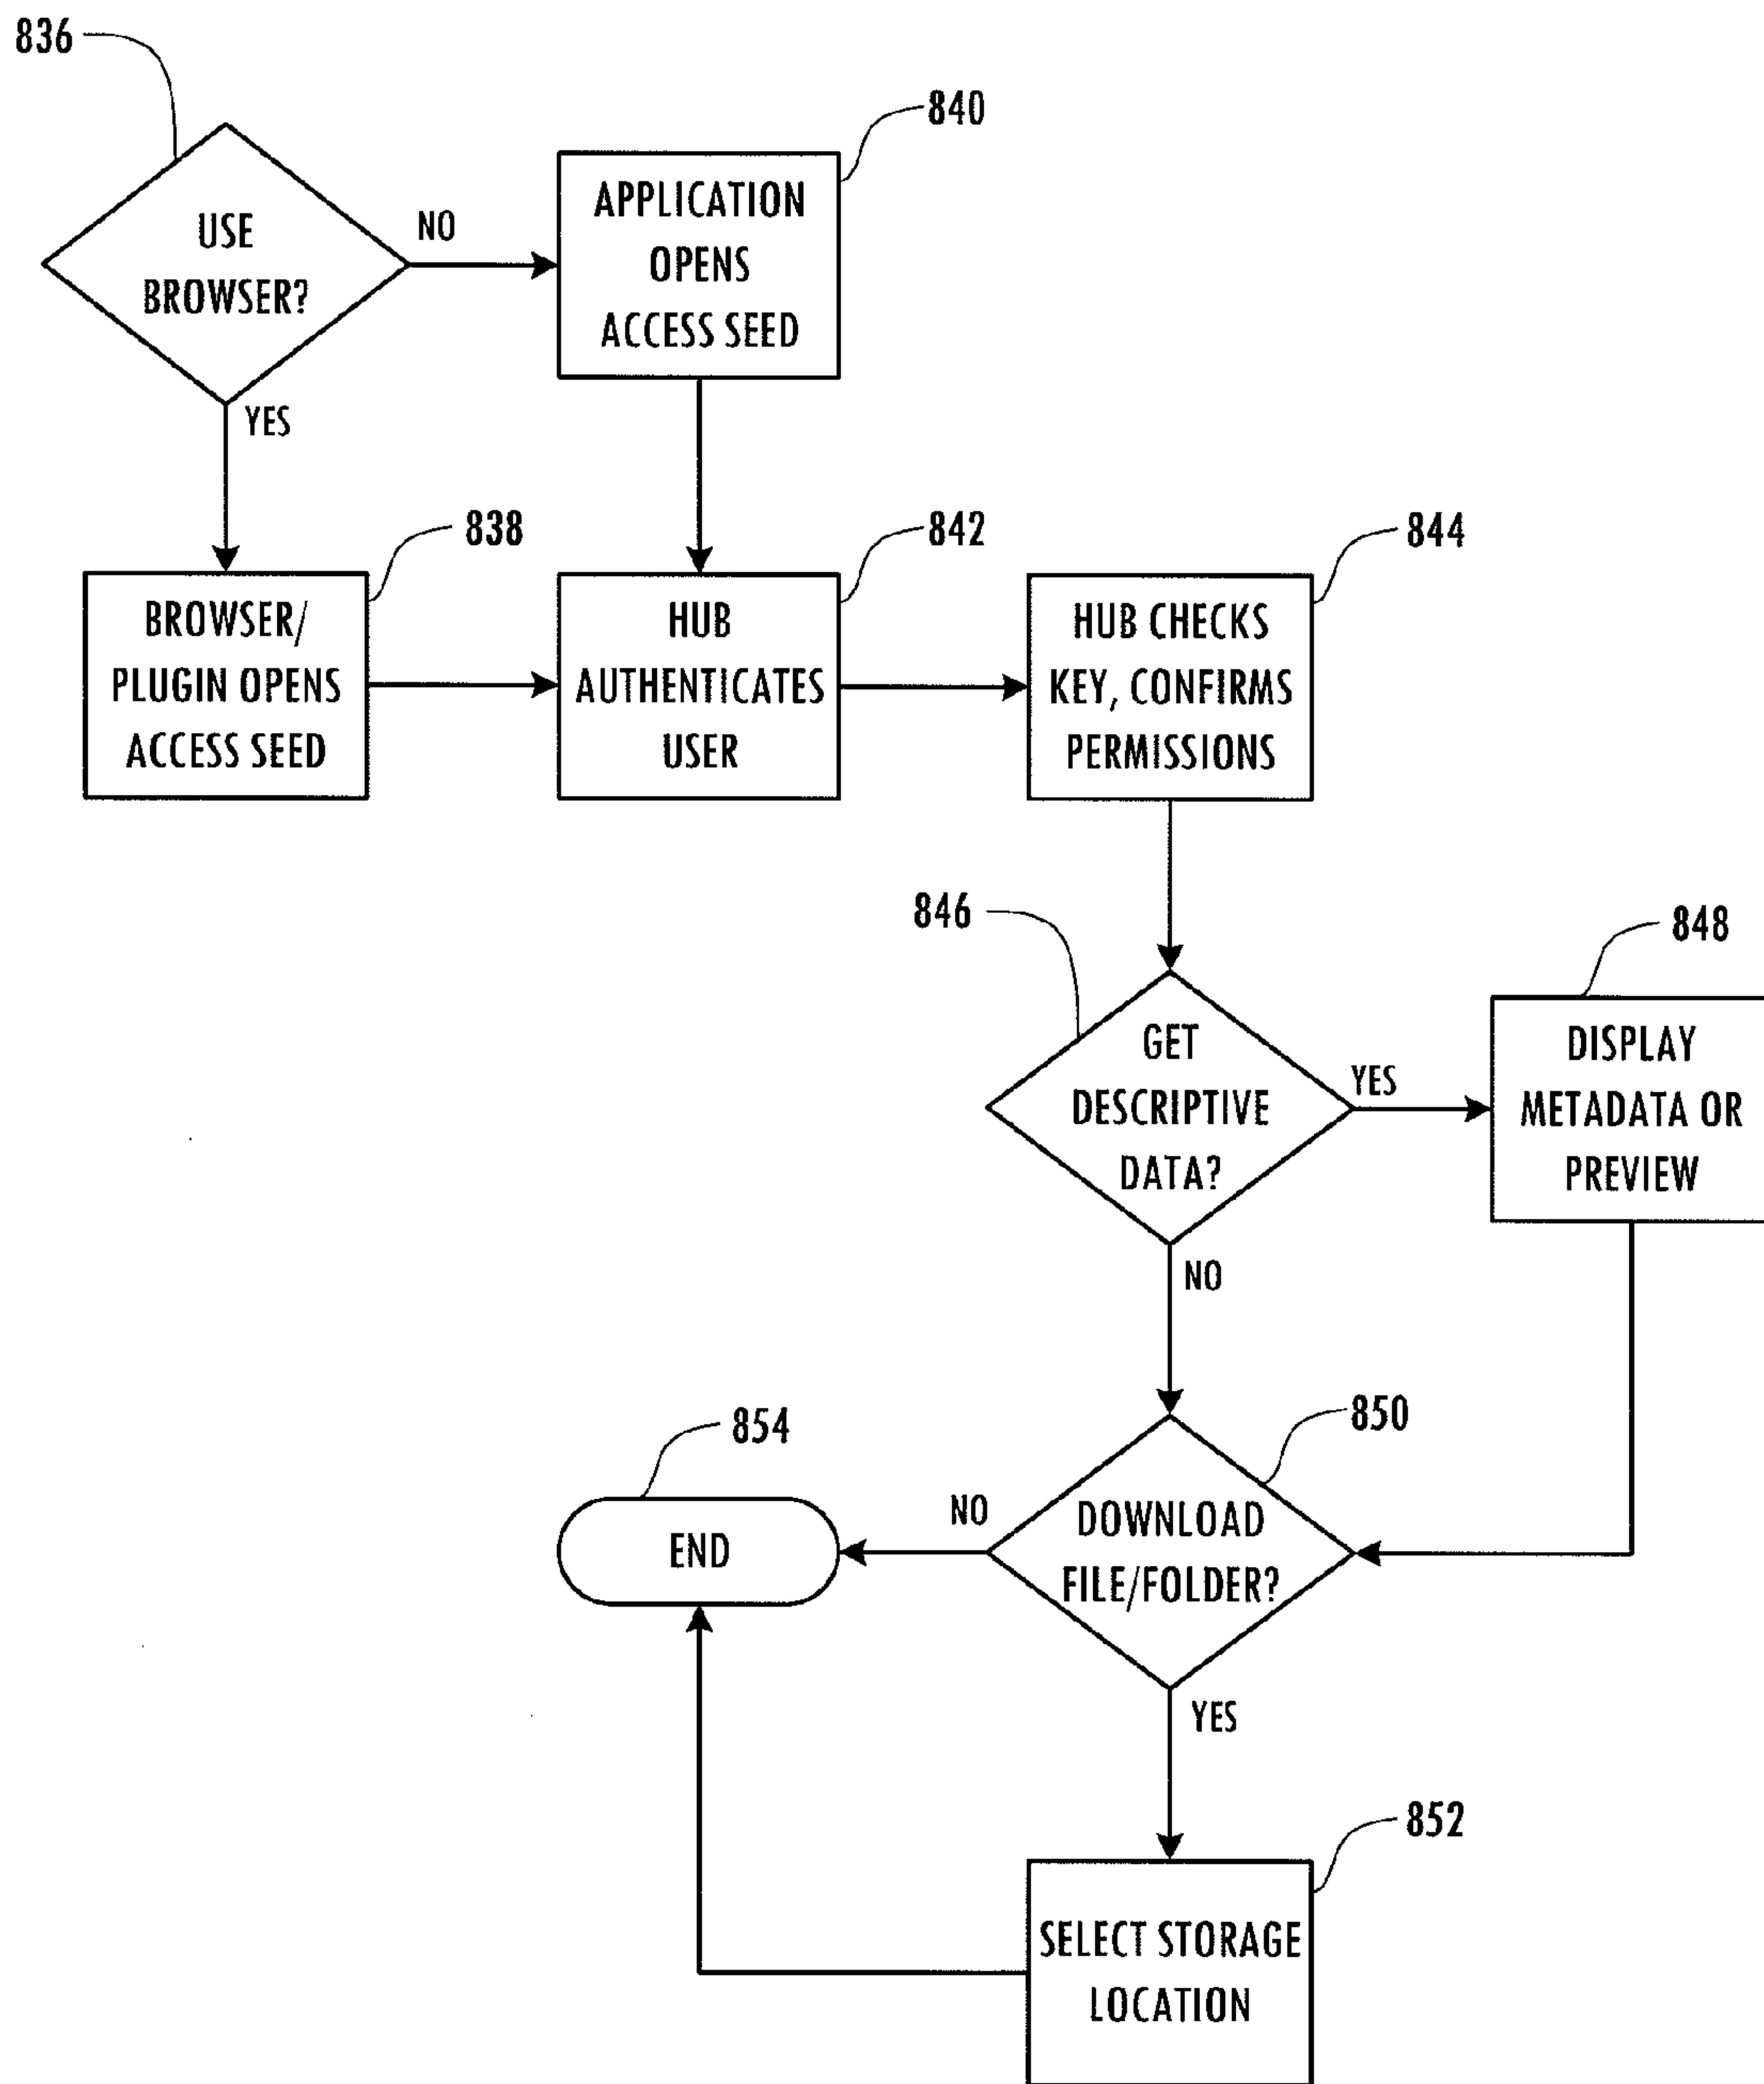 836
840
USE
BROWSER?
NO
APPLICATION
OPENS
ACCESS SEED
YES
838
842
844
BROWSER/
PLUGIN OPENS
ACCESS SEED
HUB
AUTHENTICATES
USER
HUB CHECKS
KEY, CONFIRMS
PERMISSIONS
846
848
GET
DESCRIPTIVE
DATA?
YES
DISPLAY
METADATA OR
PREVIEW
NO
850
854
DOWNLOAD
FILE/FOLDER?
NO
END
YES
852
SELECT STORAGE
LOCATION